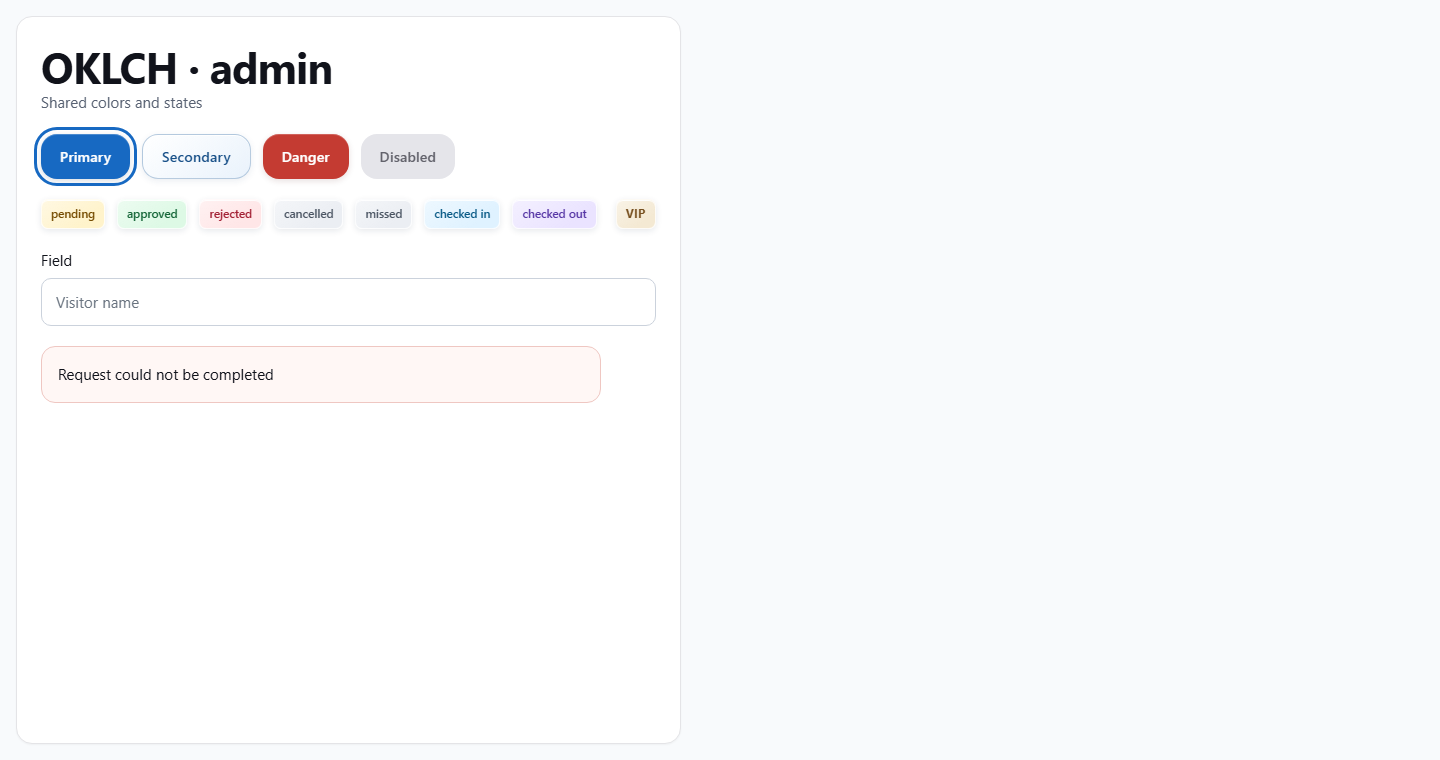 OKLCH · admin
Shared colors and states
Primary Secondary Danger Disabled
pending approved rejected cancelled missed checked in checked out VIP
Field
Visitor name
Request could not be completed